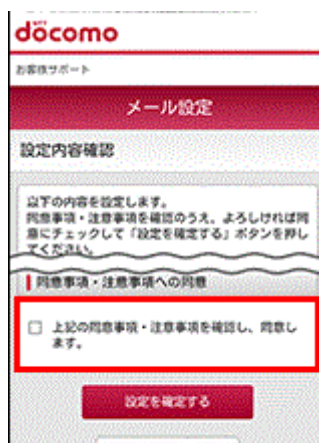 döcomo
お客様サポート
メール設定
設定内容確認
以下の内容を設定します。
同意事項・注意事項を確認のうえ、よろしければ同
意にチェックして「設定を確定する」ボタンを押し
てください。
同意事項・注意事項への同意
上記の同意事項・注意事項を確認し、同意し
ます。
設定を確定する